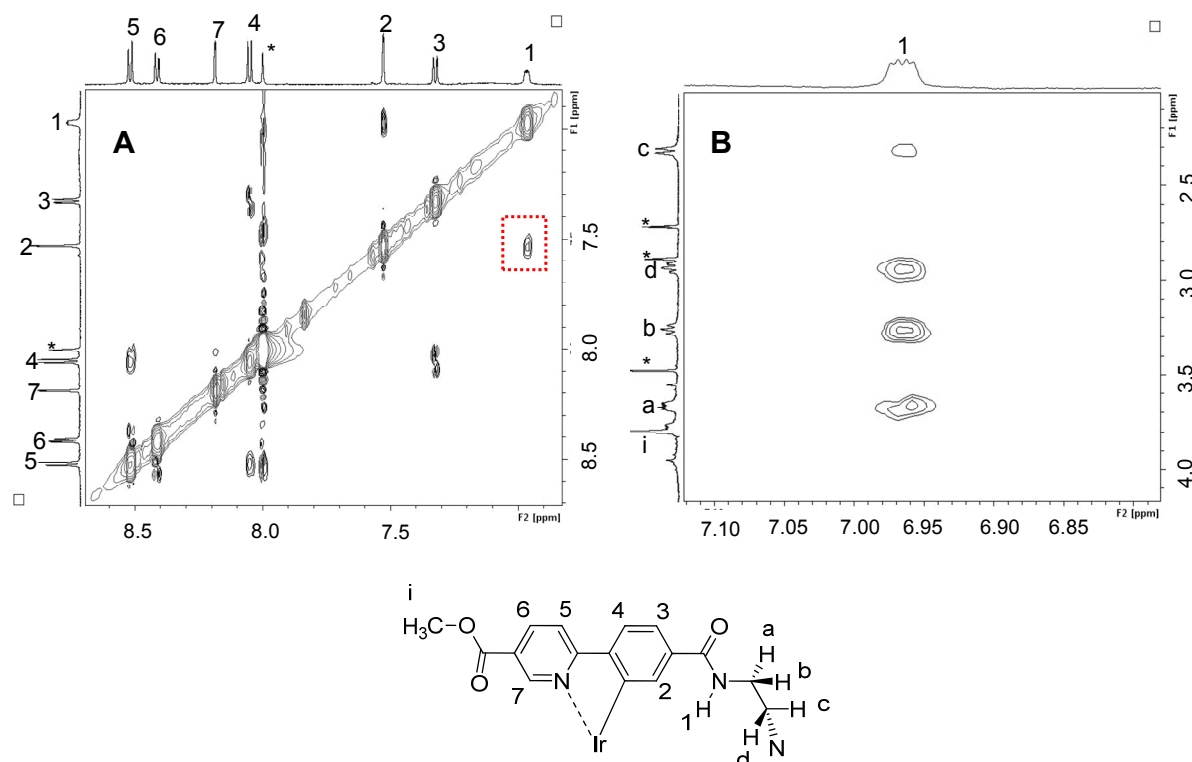 5 6 7 4 * 2 3 1
A
1
3
2
*
4
7
6
5
F1 [ppm]
7.5
8.0
8.5
8.5 8.0 7.5
F2 [ppm]
1
B
c
*
*
d
b
*
a
i
F1 [ppm]
2.5
3.0
3.5
4.0
7.10 7.05 7.00 6.95 6.90 6.85
F2 [ppm]
i
H3C O
O
6 5 4 3
7 N
2
O
a
H
H b
N
H
1
H c
H
d
N
Ir